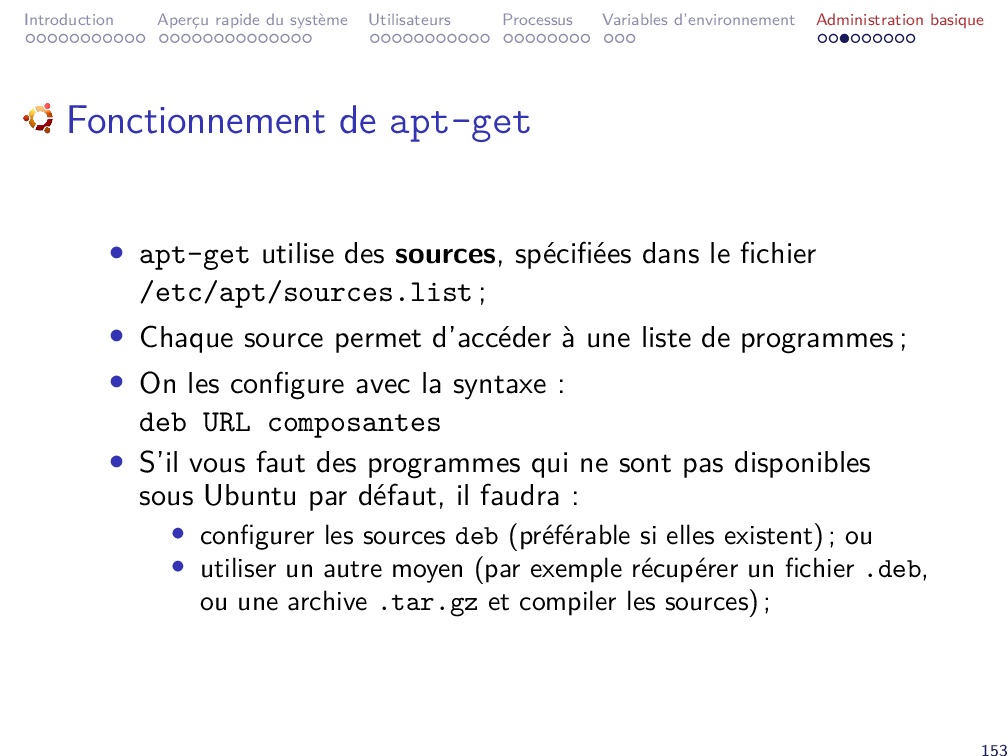 Introduction Aperçu rapide du système Utilisateurs Processus Variables d'environnement Administration basique
Fonctionnement de apt-get
• apt-get utilise des sources, spécifiées dans le fichier
/etc/apt/sources.list ;
• Chaque source permet d'accéder à une liste de programmes ;
• On les configure avec la syntaxe :
deb URL composantes
• S'il vous faut des programmes qui ne sont pas disponibles
sous Ubuntu par défaut, il faudra :
• configurer les sources deb (préférable si elles existent) ; ou
• utiliser un autre moyen (par exemple récupérer un fichier .deb,
ou une archive .tar.gz et compiler les sources) ;
153